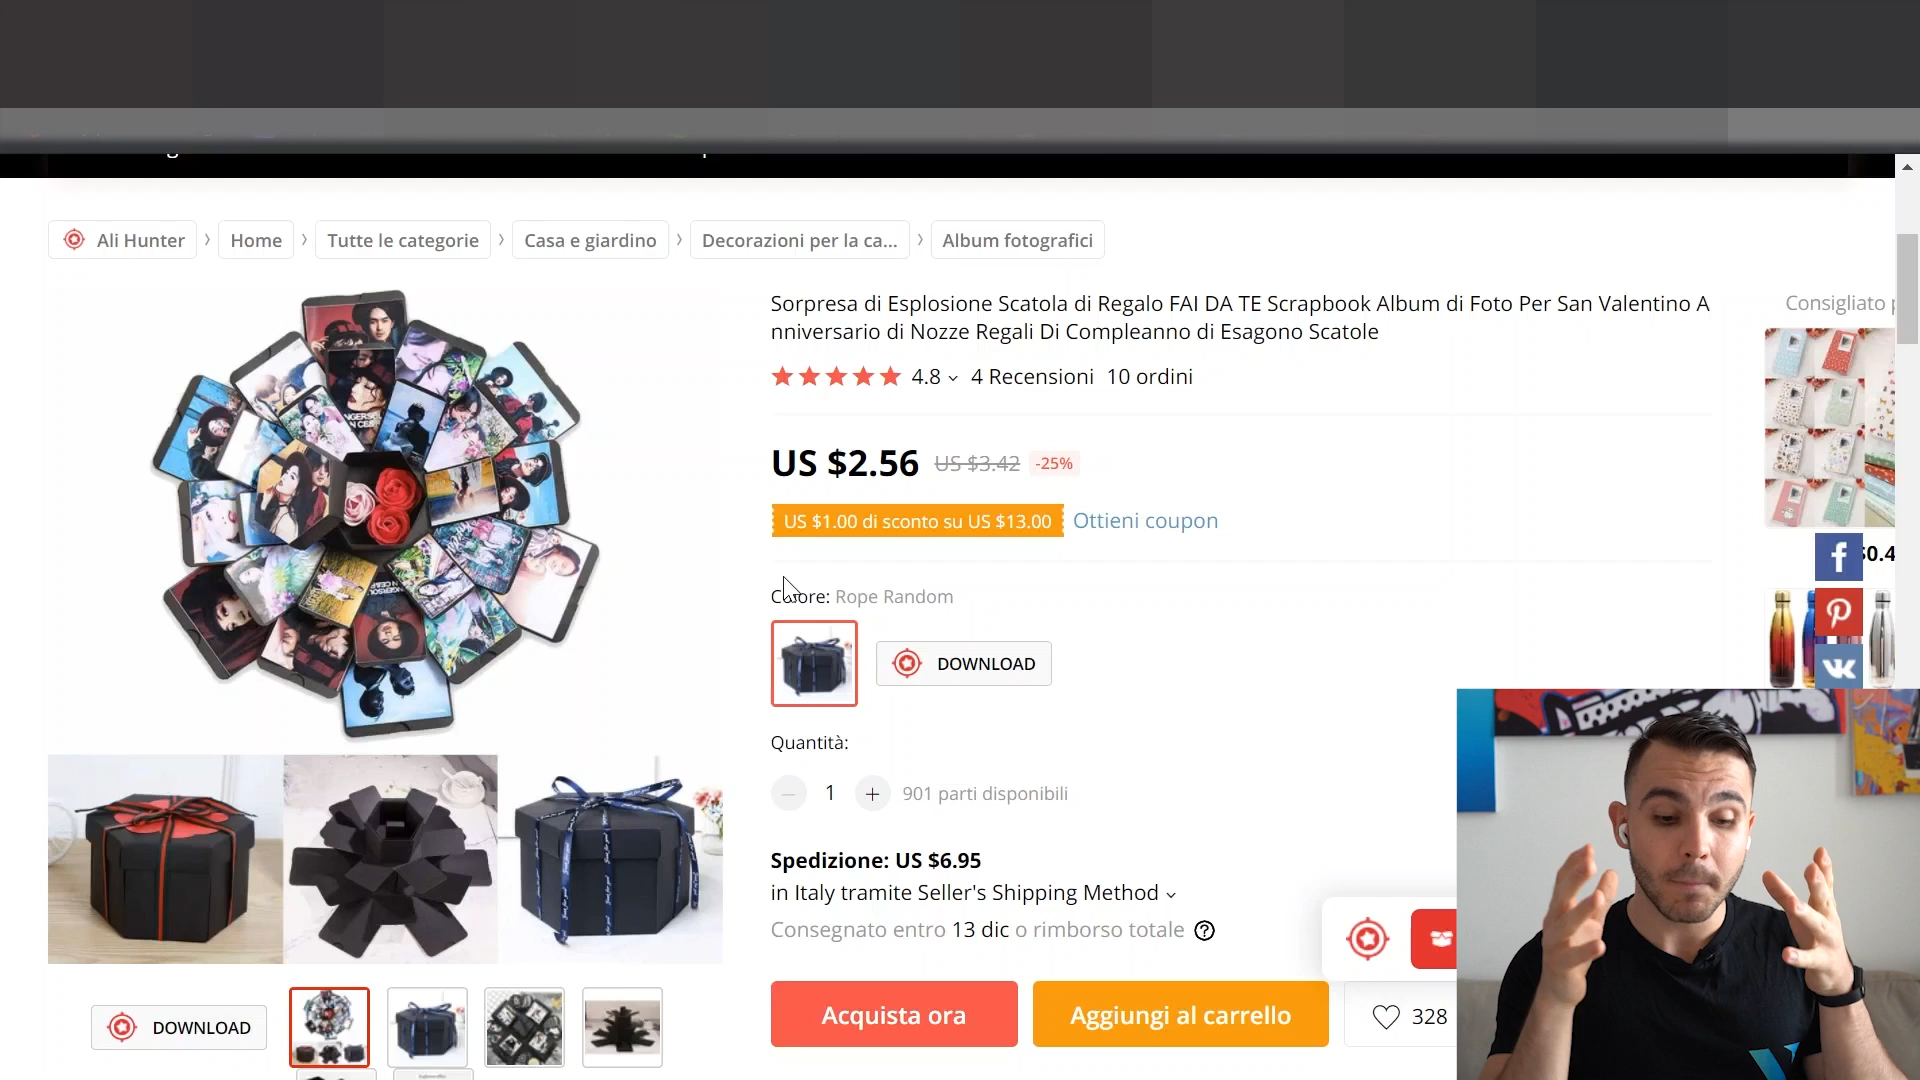 Ali Hunter
Home
Tutte le categorie
Casa e giardino
Decorazioni per la ca...
Album fotografici
Sorpresa di Esplosione Scatola di Regalo FAI DA TE Scrapbook Album di Foto Per San Valentino A
nniversario di Nozze Regali Di Compleanno di Esagono Scatole
4.8
4 Recensioni
10 ordini
Consigliato
US $2.56
US $3.42
-25%
US $1.00 di sconto su US $13.00
Ottieni coupon
Rope Random
DOWNLOAD
Quantità:
1
901 parti disponibili
Spedizione: US $6.95
in Italy tramite Seller's Shipping Method
Consegnato entro 13 dic o rimborso totale
Acquista ora
Aggiungi al carrello
328
DOWNLOAD